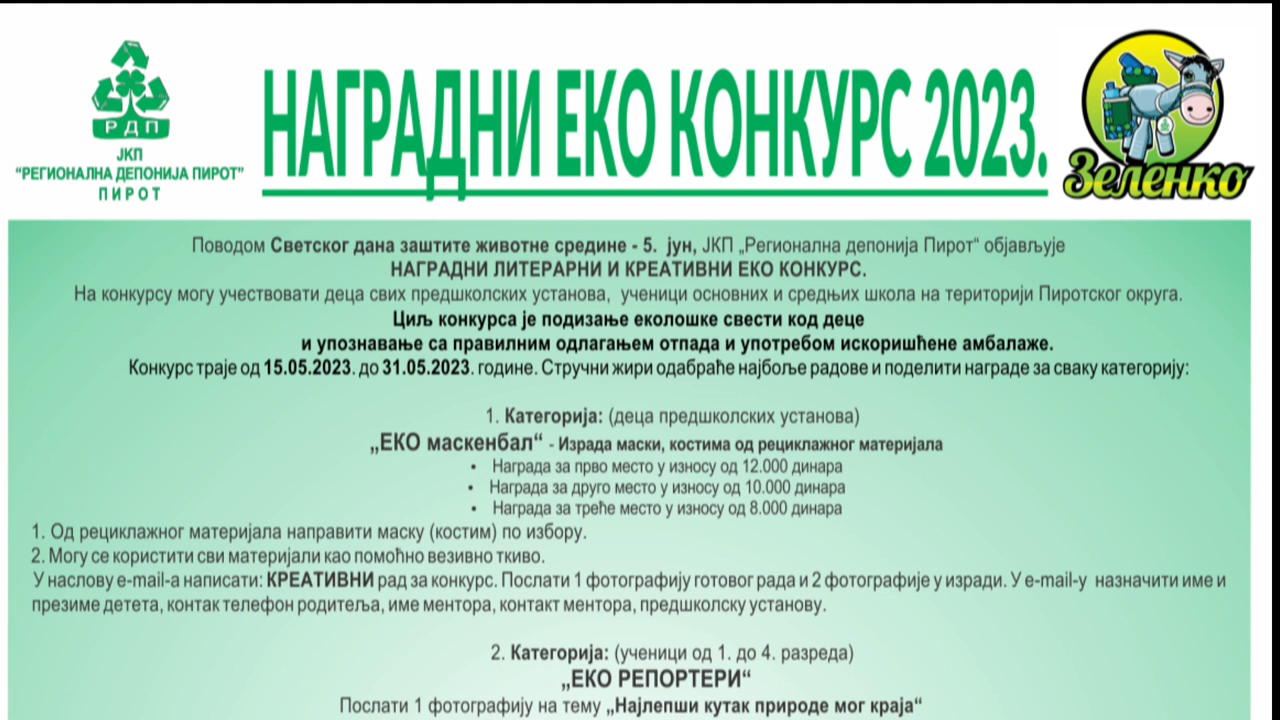 РДП
ЈКП
“РЕГИОНАЛНА ДЕПОНИЈА ПИРОТ”
ПИРОТ
НАГРАДНИ ЕКО КОНКУРС 2023.
Зеленко
Поводом Светског дана заштите животне средине - 5. јун, ЈКП „Регионална депонија Пирот“ објављује
НАГРАДНИ ЛИТЕРАРНИ И КРЕАТИВНИ ЕКО КОНКУРС.
На конкурсу могу учествовати деца свих предшколских установа, ученици основних и средњих школа на територији Пиротског округа.
Циљ конкурса је подизање еколошке свести код деце
и упознавање са правилним одлагањем отпада и употребом искоришћене амбалаже.
Конкурс траје од 15.05.2023. до 31.05.2023. године. Стручни жири одабраће најбоље радове и поделити награде за сваку категорију:
1. Категорија: (деца предшколских установа)
„ЕКО маскенбал“ - Израда маски, костима од рециклажног материјала
• Награда за прво место у износу од 12.000 динара
• Награда за друго место у износу од 10.000 динара
• Награда за треће место у износу од 8.000 динара
1. Од рециклажног материјала направити маску (костим) по избору.
2. Могу се користити сви материјали као помоћно везивно ткиво.
У наслову e-mail-а написати: КРЕАТИВНИ рад за конкурс. Послати 1 фотографију готовог рада и 2 фотографије у изради. У e-mail-у назначити име и
презиме детета, контак телефон родитеља, име ментора, контакт ментора, предшколску установу.
2. Категорија: (ученици од 1. до 4. разреда)
„ЕКО РЕПОРТЕРИ“
Послати 1 фотографију на тему „Најлепши кутак природе мог краја“